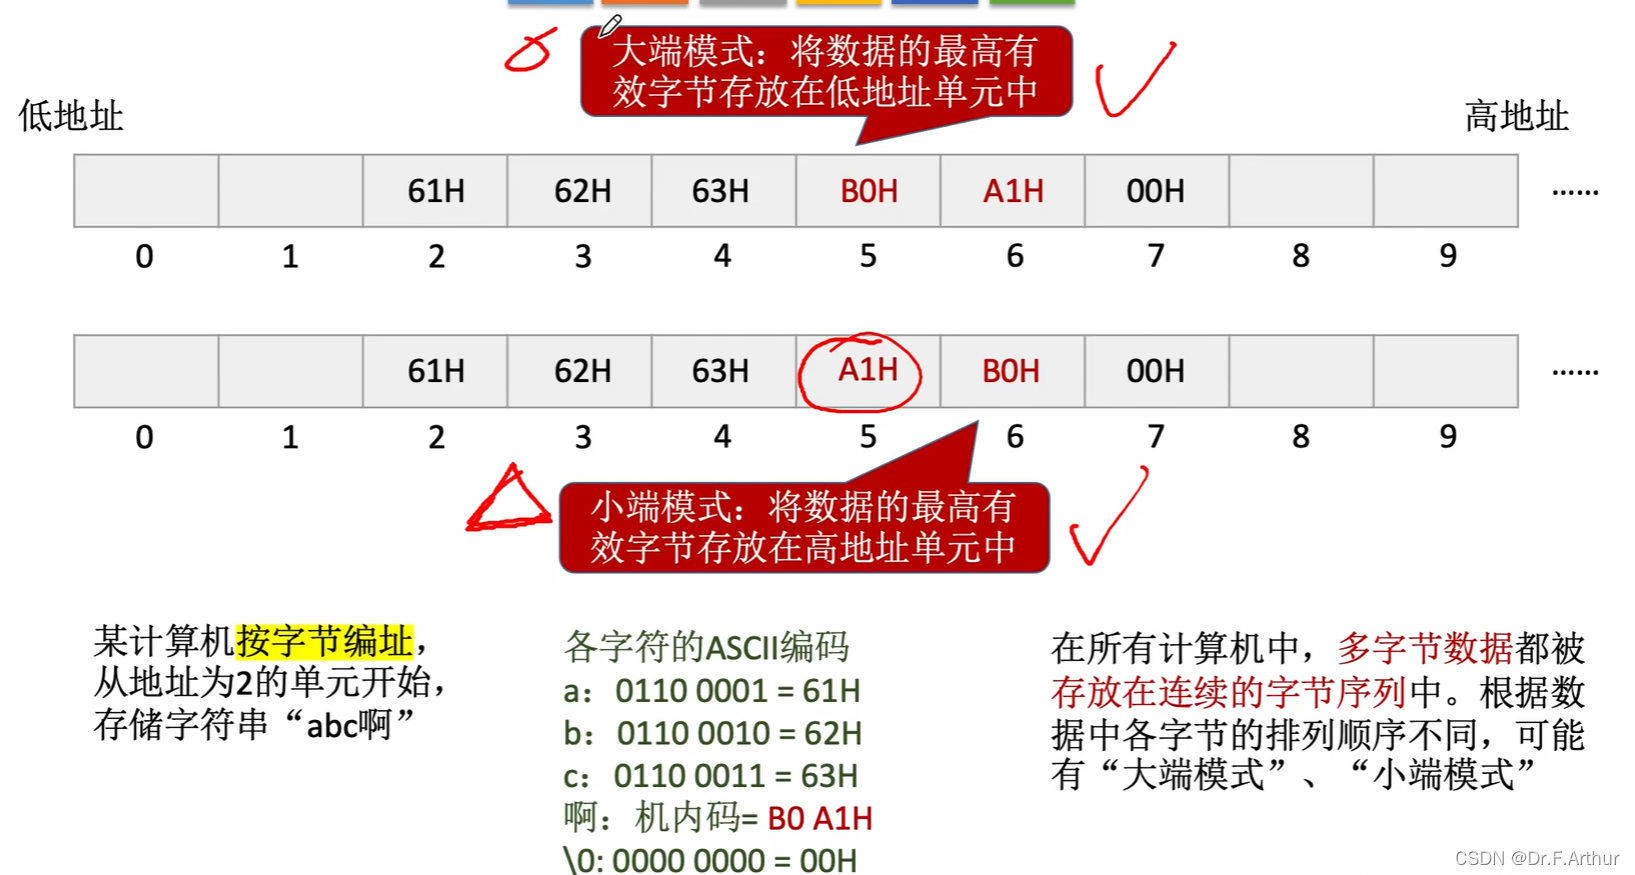 大端模式：将数据的最高有
效字节存放在低地址单元中
低地址
高地址
61H 62H 63H B0H A1H 00H ······
0 1 2 3 4 5 6 7 8 9
61H 62H 63H A1H B0H 00H ······
0 1 2 3 4 5 6 7 8 9
小端模式：将数据的最高有
效字节存放在高地址单元中
某计算机按字节编址，
从地址为2的单元开始，
存储字符串“abc啊”
各字符的ASCII编码
a：0110 0001 = 61H
b：0110 0010 = 62H
c：0110 0011 = 63H
啊：机内码= B0 A1H
\0: 0000 0000 = 00H
在所有计算机中，多字节数据都被
存放在连续的字节序列中。根据数
据中各字节的排列顺序不同，可能
有“大端模式”、“小端模式”
CSDN @Dr.F.Arthur